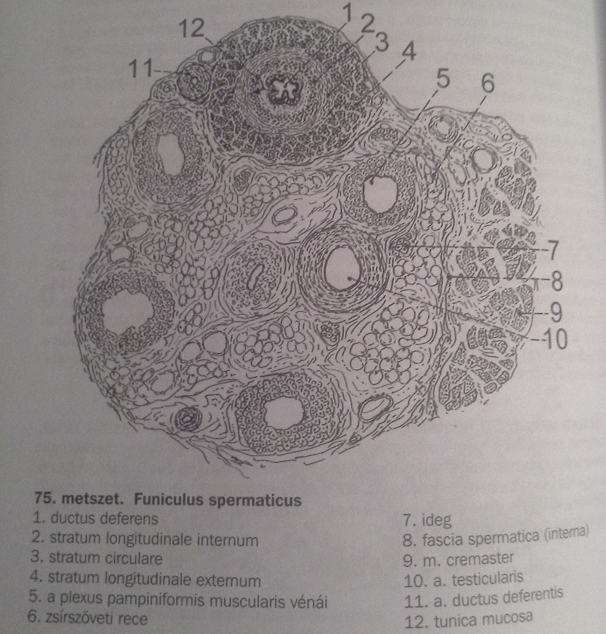 12
1
2
3
4
11
5
6
7
8
9
10
75. metszet. Funiculus spermaticus
1. ductus deferens
2. stratum longitudinale internum
3. stratum circulare
4. stratum longitudinale externum
5. a plexus pampiniformis muscularis vénái
6. zsírszöveti rece
7. ideg
8. fascia spermatica (interna)
9. m. cremaster
10. a. testicularis
11. a. ductus deferentis
12. tunica mucosa